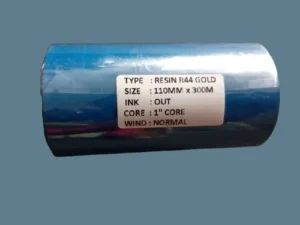 TYPE : RESIN R44 GOLD
SIZE : 110MM x 300M
INK : OUT
CORE : 1" CORE
WIND : NORMAL